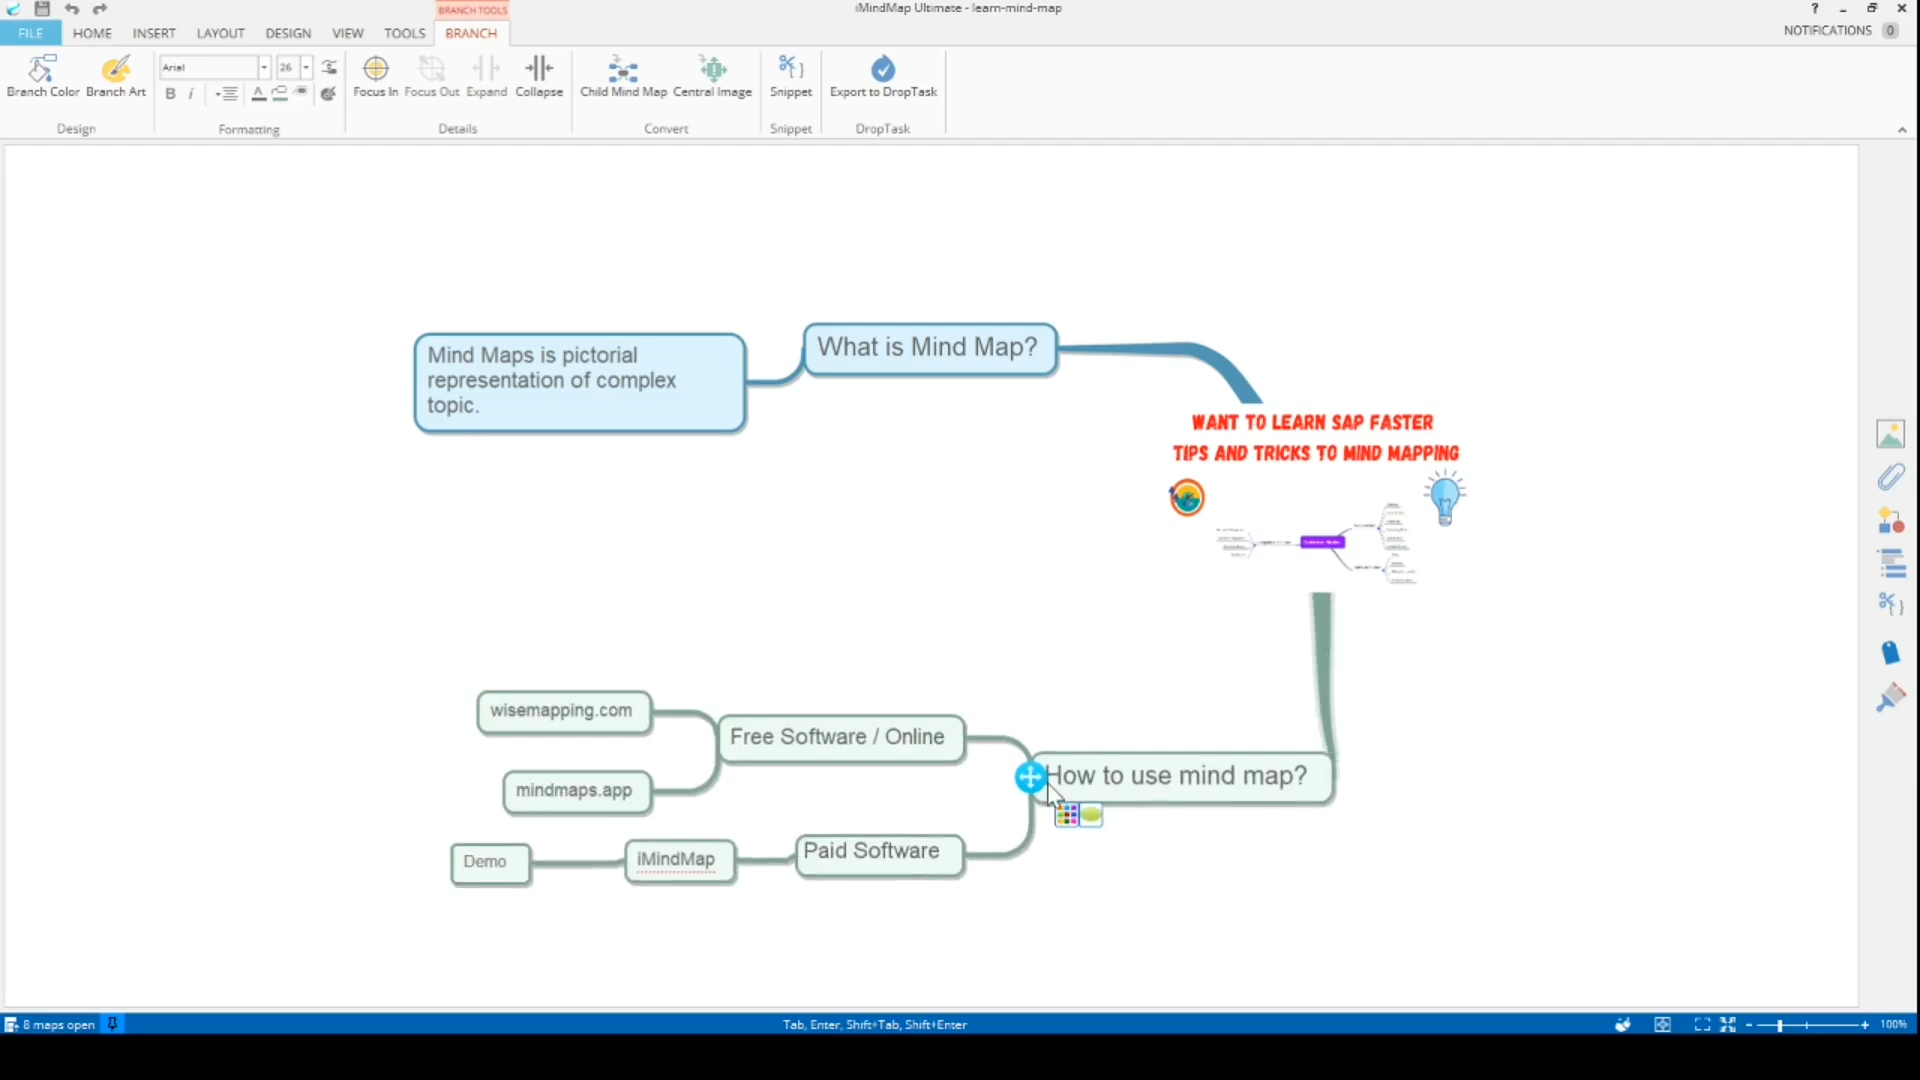 BRANCH TOOLS
iMindMap Ultimate - learn-mind-map
?
FILE HOME INSERT LAYOUT DESIGN VIEW TOOLS BRANCH
NOTIFICATIONS 0
Arial 26
B i A
Branch Color Branch Art Focus In Focus Out Expand Collapse Child Mind Map Central Image Snippet Export to DropTask
Design Formatting Details Convert Snippet DropTask
What is Mind Map?
Mind Maps is pictorial
representation of complex
topic.
WANT TO LEARN SAP FASTER
TIPS AND TRICKS TO MIND MAPPING
wisemapping.com
Free Software / Online
How to use mind map?
mindmaps.app
Paid Software
iMindMap
Demo
8 maps open
Tab, Enter, Shift+Tab, Shift+Enter
100%